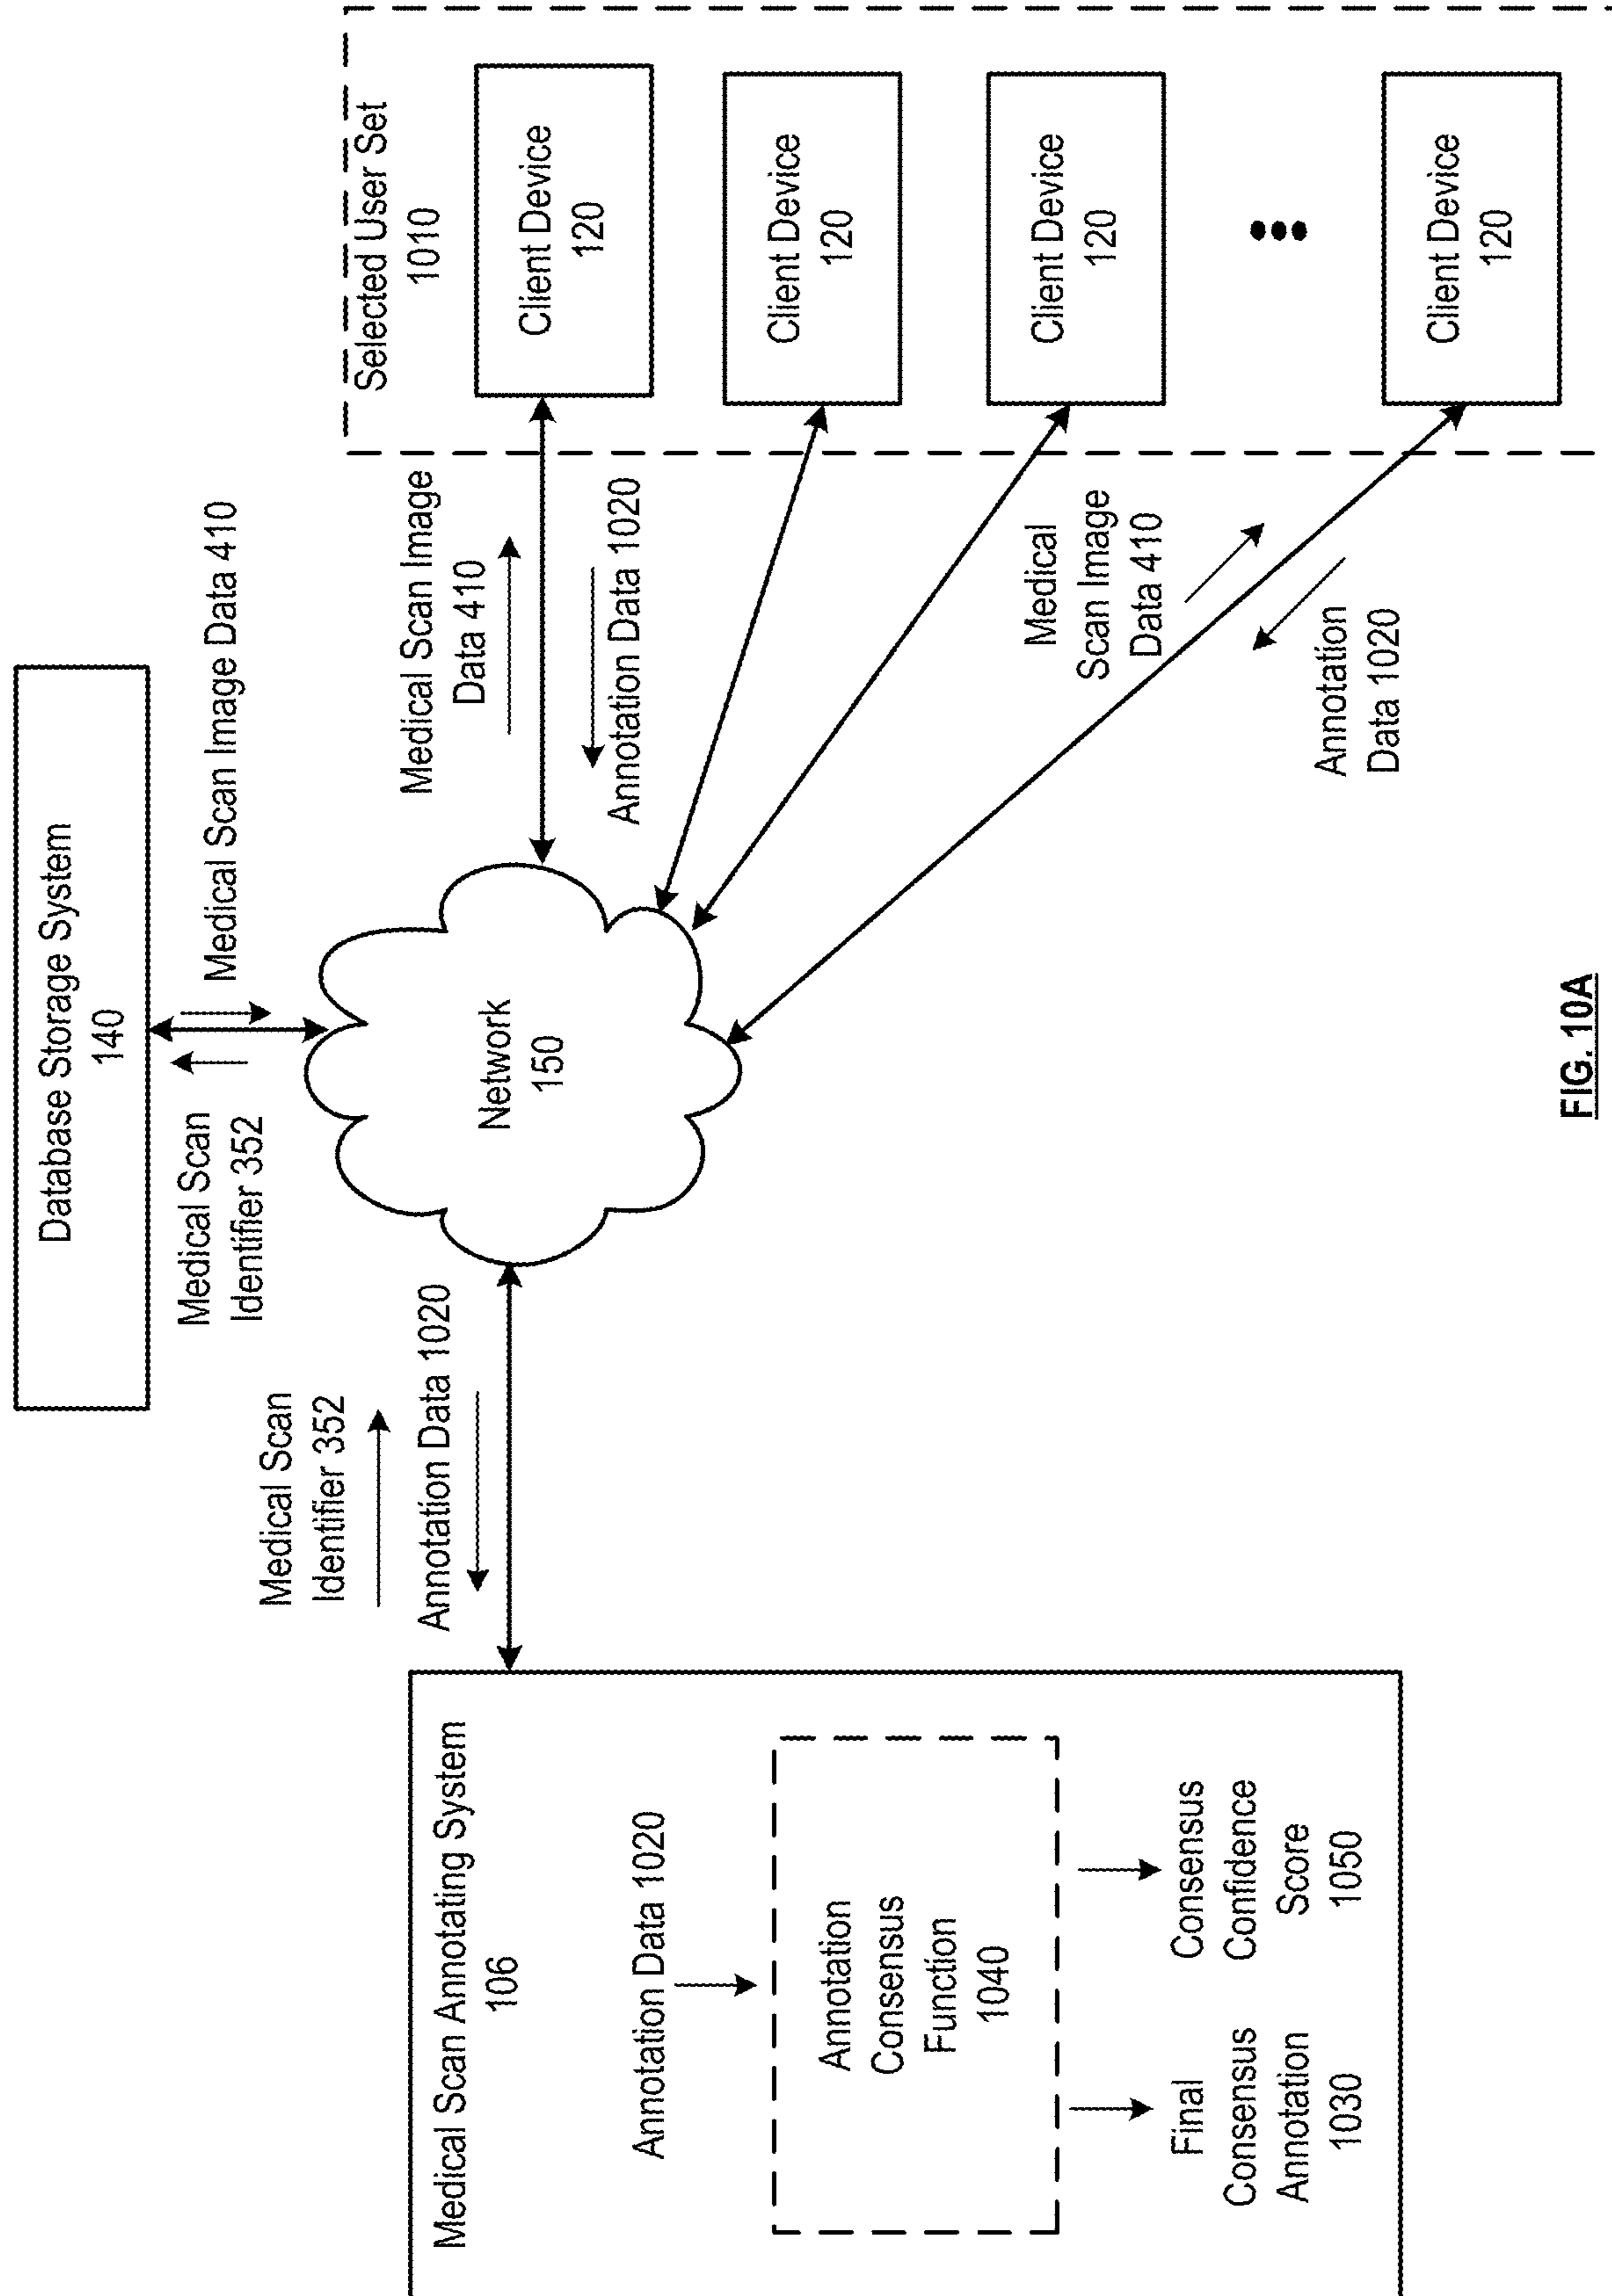 Database Storage System
140
Medical Scan
Identifier 352
Medical Scan Image Data 410
Medical Scan
Identifier 352
Annotation Data 1020
Network
150
Medical Scan Image
Data 410
Annotation Data 1020
Medical
Scan Image
Data 410
Annotation
Data 1020
Selected User Set
1010
Client Device
120
Client Device
120
Client Device
120
Client Device
120
Medical Scan Annotating System
106
Annotation Data 1020
Annotation
Consensus
Function
1040
Final
Consensus
Annotation
1030
Consensus
Confidence
Score
1050
FIG. 10A